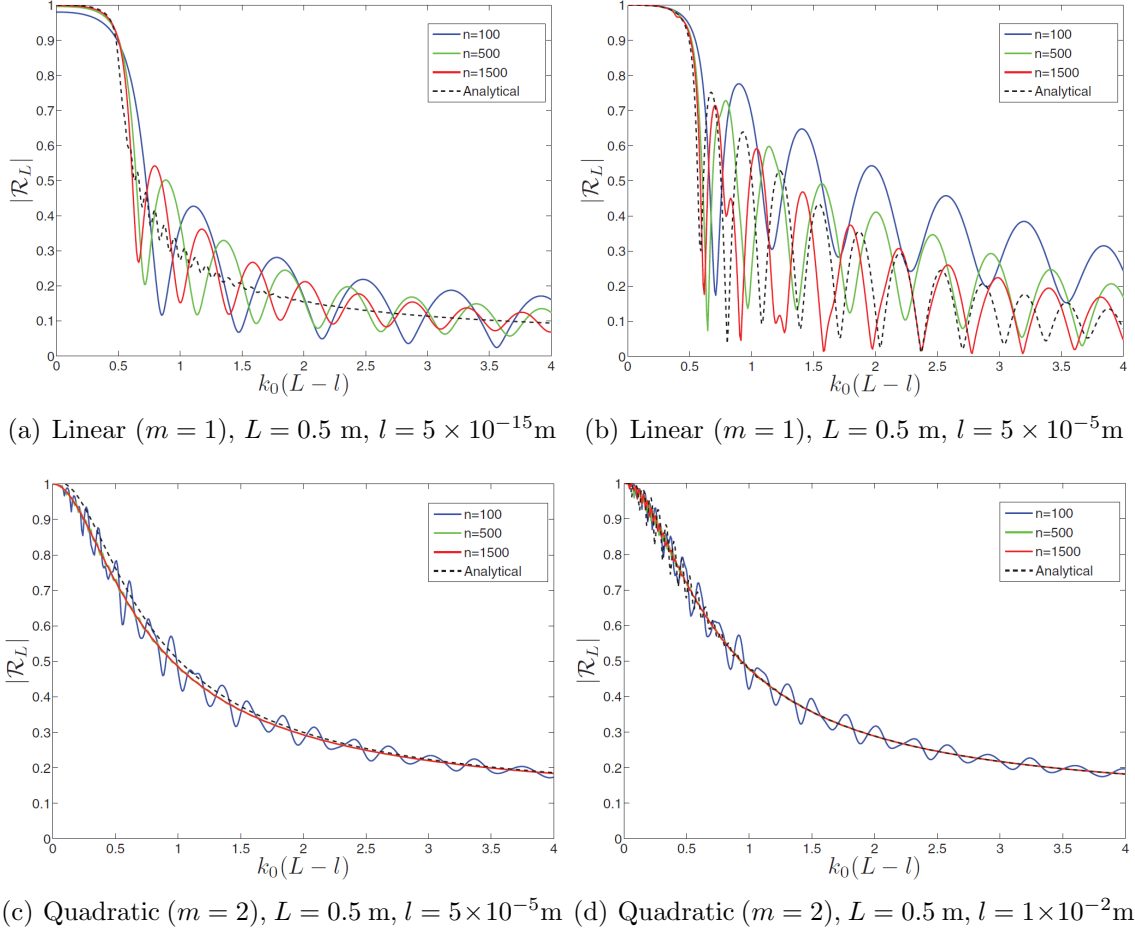 1
0.9
0.8
0.7
0.6
0.5
0.4
0.3
0.2
0.1
0
|R_L|
n=100
n=500
n=1500
Analytical
0 0.5 1 1.5 2 2.5 3 3.5 4
k₀(L − l)
(a) Linear (m = 1), L = 0.5 m, l = 5 × 10⁻¹⁵m
1
0.9
0.8
0.7
0.6
0.5
0.4
0.3
0.2
0.1
0
|R_L|
n=100
n=500
n=1500
Analytical
0 0.5 1 1.5 2 2.5 3 3.5 4
k₀(L − l)
(b) Linear (m = 1), L = 0.5 m, l = 5 × 10⁻⁵m
1
0.9
0.8
0.7
0.6
0.5
0.4
0.3
0.2
0.1
0
|R_L|
n=100
n=500
n=1500
Analytical
0 0.5 1 1.5 2 2.5 3 3.5 4
k₀(L − l)
(c) Quadratic (m = 2), L = 0.5 m, l = 5×10⁻⁵m
1
0.9
0.8
0.7
0.6
0.5
0.4
0.3
0.2
0.1
0
|R_L|
n=100
n=500
n=1500
Analytical
0 0.5 1 1.5 2 2.5 3 3.5 4
k₀(L − l)
(d) Quadratic (m = 2), L = 0.5 m, l = 1×10⁻²m